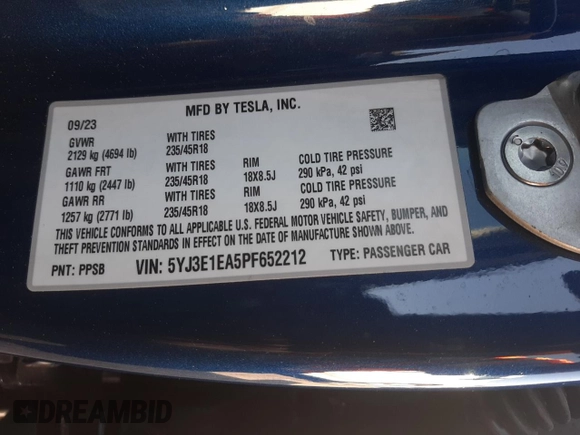 MFD BY TESLA, INC.
09/23
GVWR WITH TIRES
2129 kg (4694 lb) 235/45R18
GAWR FRT WITH TIRES RIM COLD TIRE PRESSURE
1110 kg (2447 lb) 235/45R18 18X8.5J 290 kPa, 42 psi
GAWR RR WITH TIRES RIM COLD TIRE PRESSURE
1257 kg (2771 lb) 235/45R18 18X8.5J 290 kPa, 42 psi
THIS VEHICLE CONFORMS TO ALL APPLICABLE U.S. FEDERAL MOTOR VEHICLE SAFETY, BUMPER, AND
THEFT PREVENTION STANDARDS IN EFFECT ON THE DATE OF MANUFACTURE SHOWN ABOVE.
PNT: PPSB VIN: 5YJ3E1EA5PF652212 TYPE: PASSENGER CAR
DREAMBID